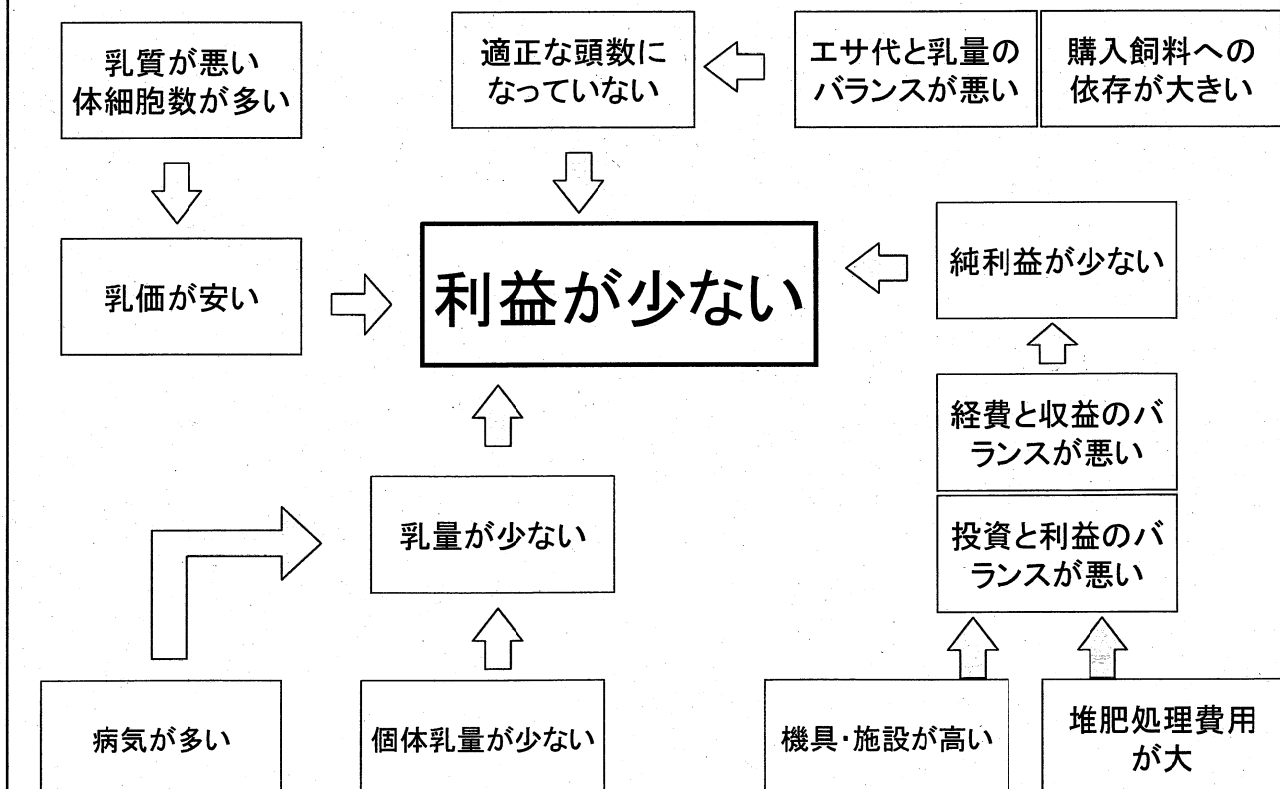 乳質が悪い
体細胞数が多い
適正な頭数に
なっていない
エサ代と乳量の
バランスが悪い
購入飼料への
依存が大きい
乳価が安い
利益が少ない
純利益が少ない
経費と収益のバ
ランスが悪い
乳量が少ない
投資と利益のバ
ランスが悪い
病気が多い
個体乳量が少ない
機具・施設が高い
堆肥処理費用
が大